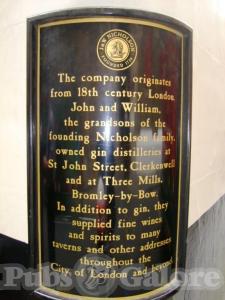 J&W NICHOLSON
The company originates
from 18th century London.
John and William,
the grandsons of the
founding Nicholson family,
owned gin distilleries at
St John Street, Clerkenwell
and at Three Mills,
Bromley-by-Bow.
In addition to gin, they
supplied fine wines
and spirits to many
taverns and other addresses
throughout the
City of London and beyond
Pubs Galore